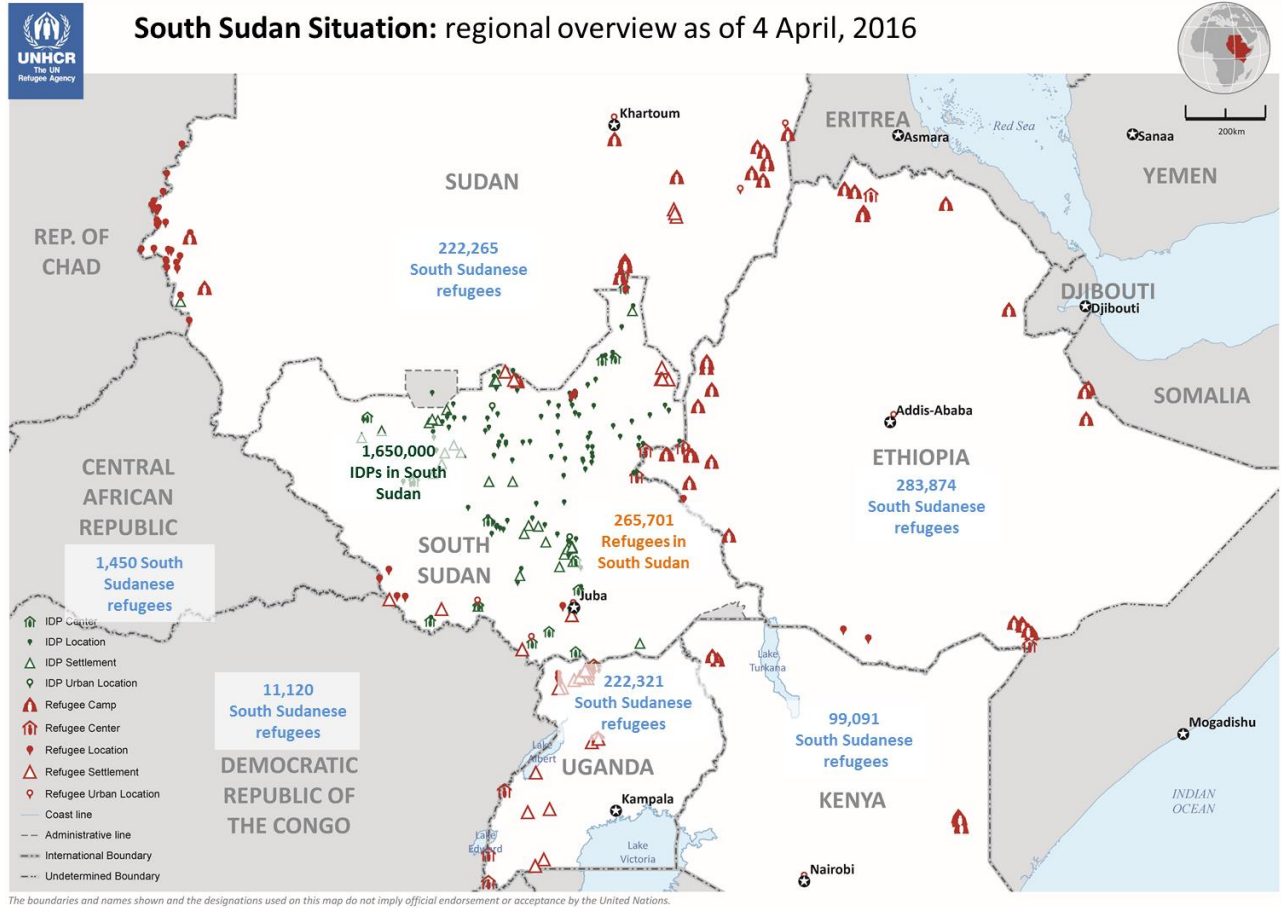 UNHCR
The UN
Refugee Agency
South Sudan Situation: regional overview as of 4 April, 2016
200km
Khartoum
ERITREA
Asmara
Red Sea
Sanaa
YEMEN
SUDAN
REP. OF
CHAD
222,265
South Sudanese
refugees
DJIBOUTI
Djibouti
SOMALIA
Addis-Ababa
ETHIOPIA
283,874
South Sudanese
refugees
1,650,000
IDPs in South
Sudan
CENTRAL
AFRICAN
REPUBLIC
1,450 South
Sudanese
refugees
265,701
Refugees in
South Sudan
SOUTH
SUDAN
Juba
Lake
Turkana
222,321
South Sudanese
refugees
11,120
South Sudanese
refugees
99,091
South Sudanese
refugees
Mogadishu
Lake
Albert
UGANDA
DEMOCRATIC
REPUBLIC OF
THE CONGO
KENYA
INDIAN
OCEAN
Kampala
Lake
Edward
Lake
Victoria
Nairobi
IDP Center
IDP Location
IDP Settlement
IDP Urban Location
Refugee Camp
Refugee Center
Refugee Location
Refugee Settlement
Refugee Urban Location
Coast line
Administrative line
International Boundary
Undetermined Boundary
The boundaries and names shown and the designations used on this map do not imply official endorsement or acceptance by the United Nations.